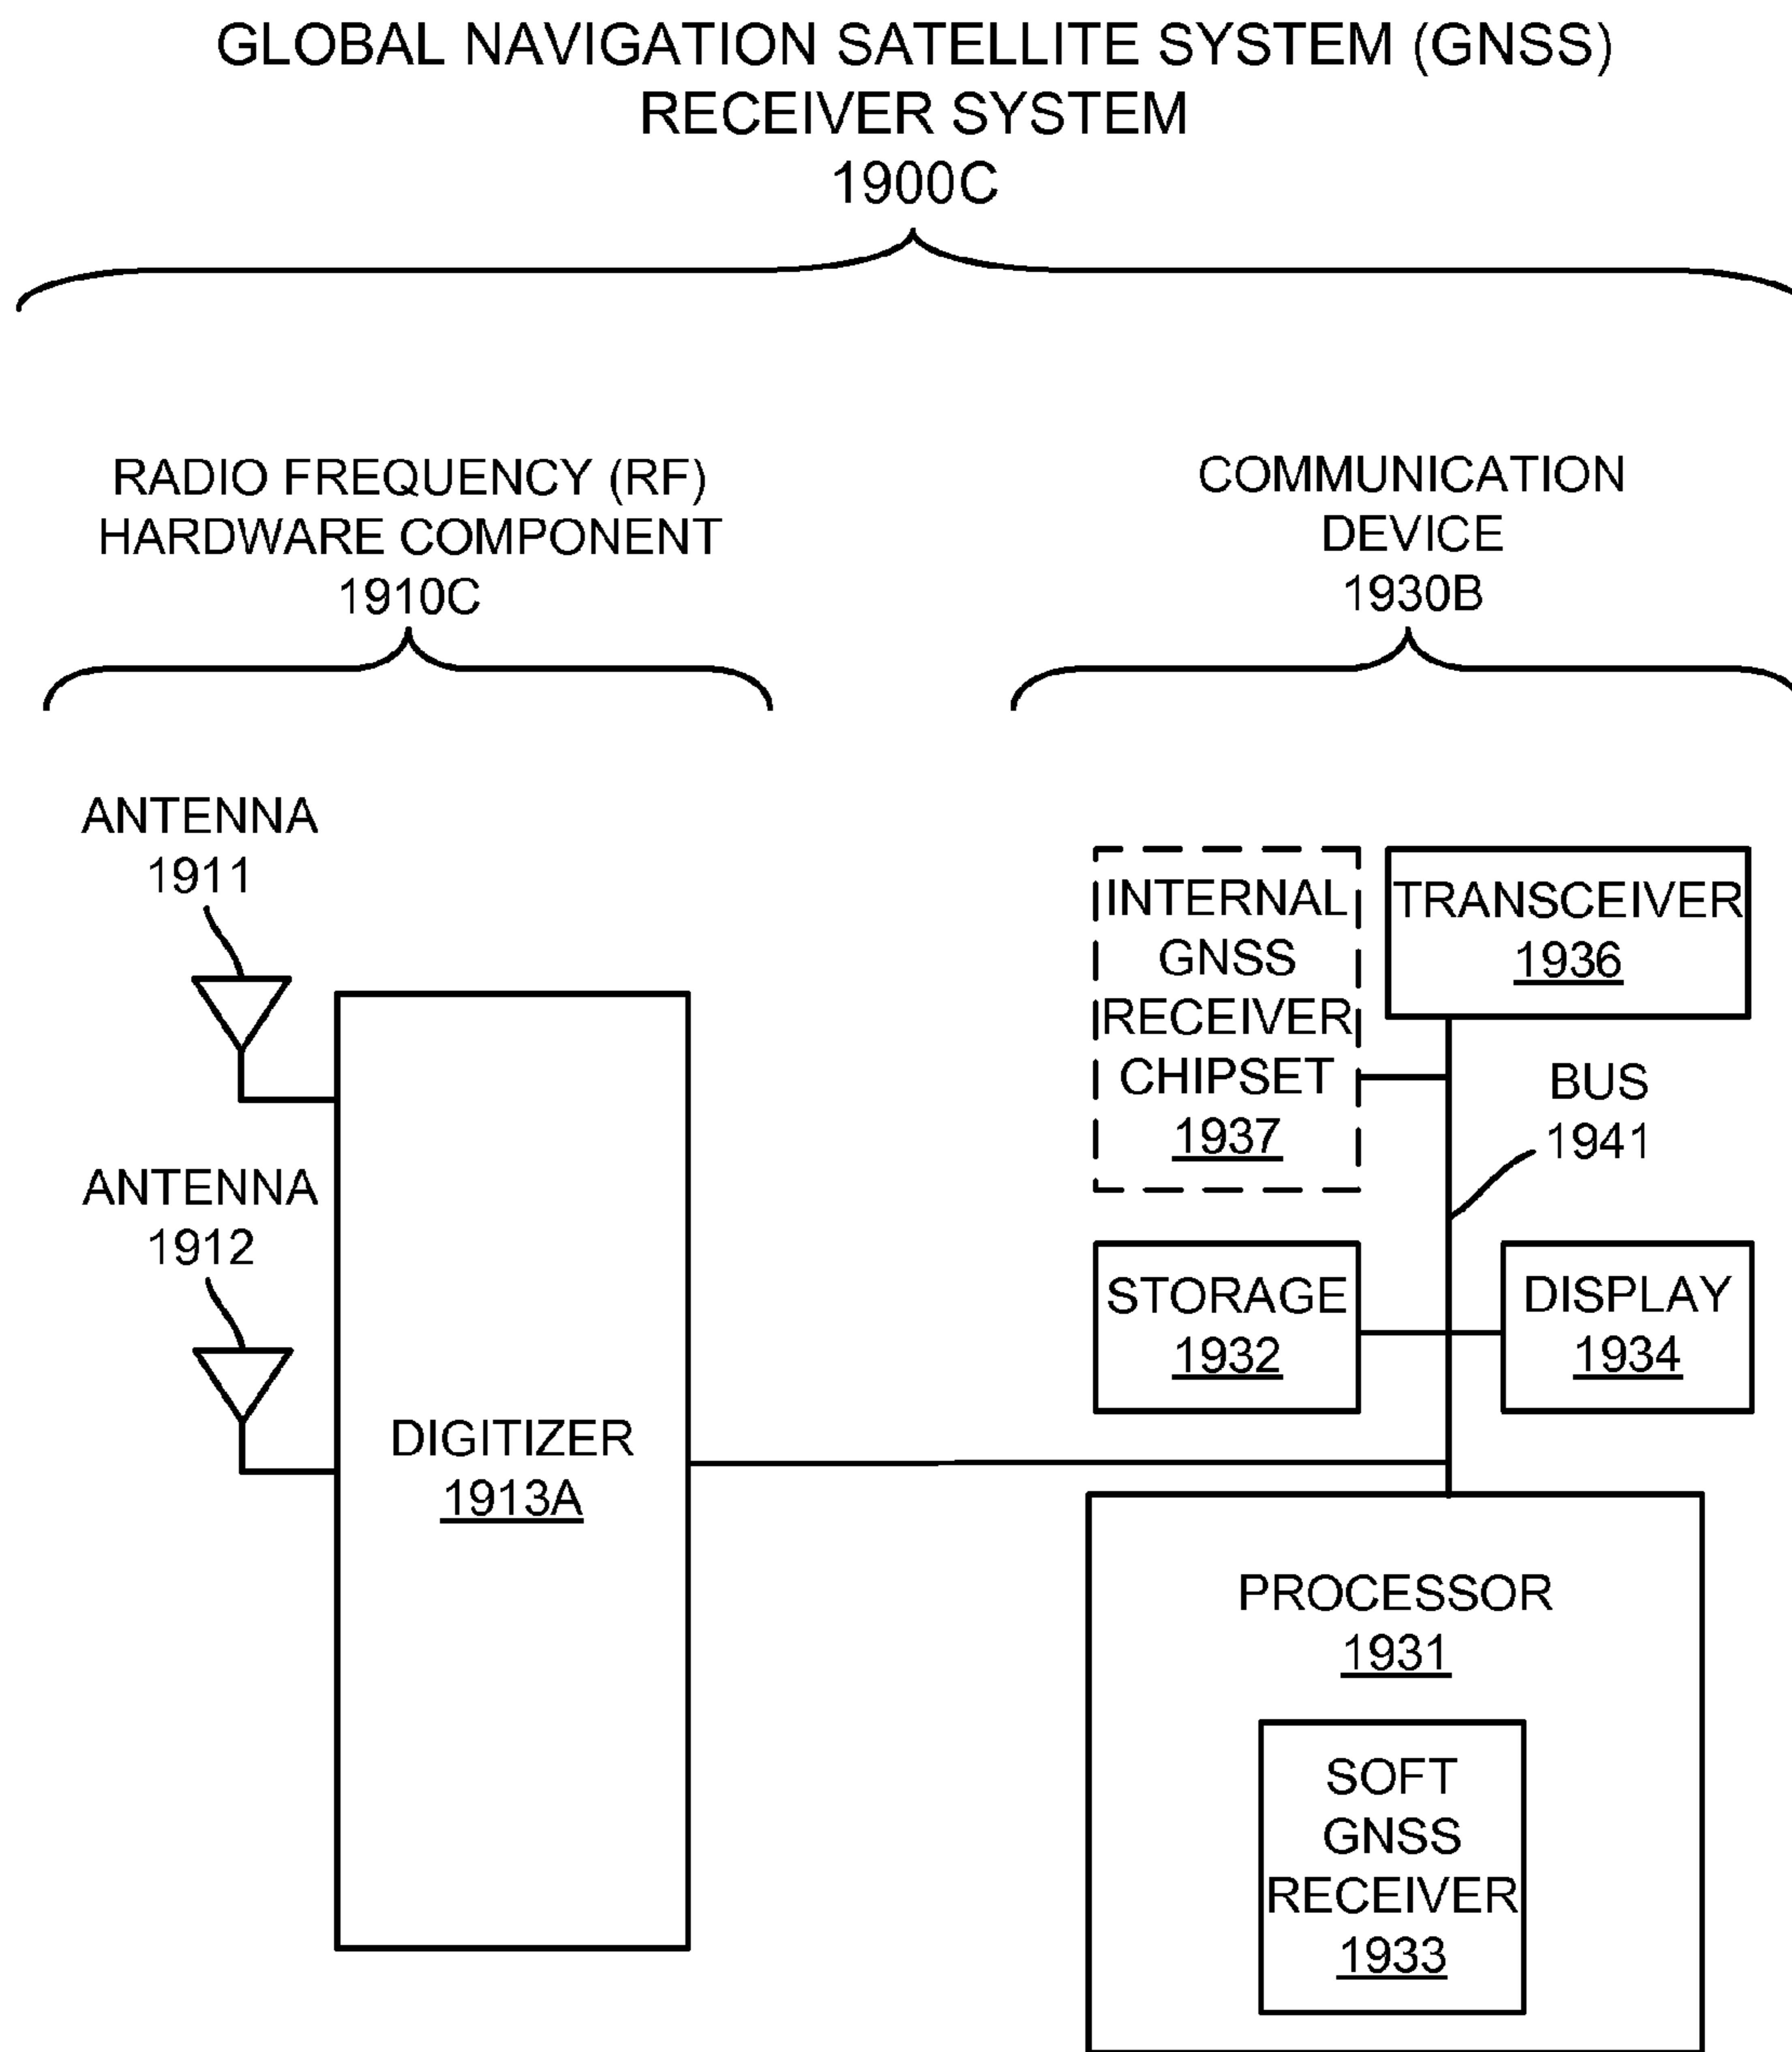 GLOBAL NAVIGATION SATELLITE SYSTEM (GNSS)
RECEIVER SYSTEM
1900C
RADIO FREQUENCY (RF)
HARDWARE COMPONENT
1910C
COMMUNICATION
DEVICE
1930B
ANTENNA
1911
ANTENNA
1912
DIGITIZER
1913A
INTERNAL
GNSS
RECEIVER
CHIPSET
1937
TRANSCEIVER
1936
BUS
1941
STORAGE
1932
DISPLAY
1934
PROCESSOR
1931
SOFT
GNSS
RECEIVER
1933